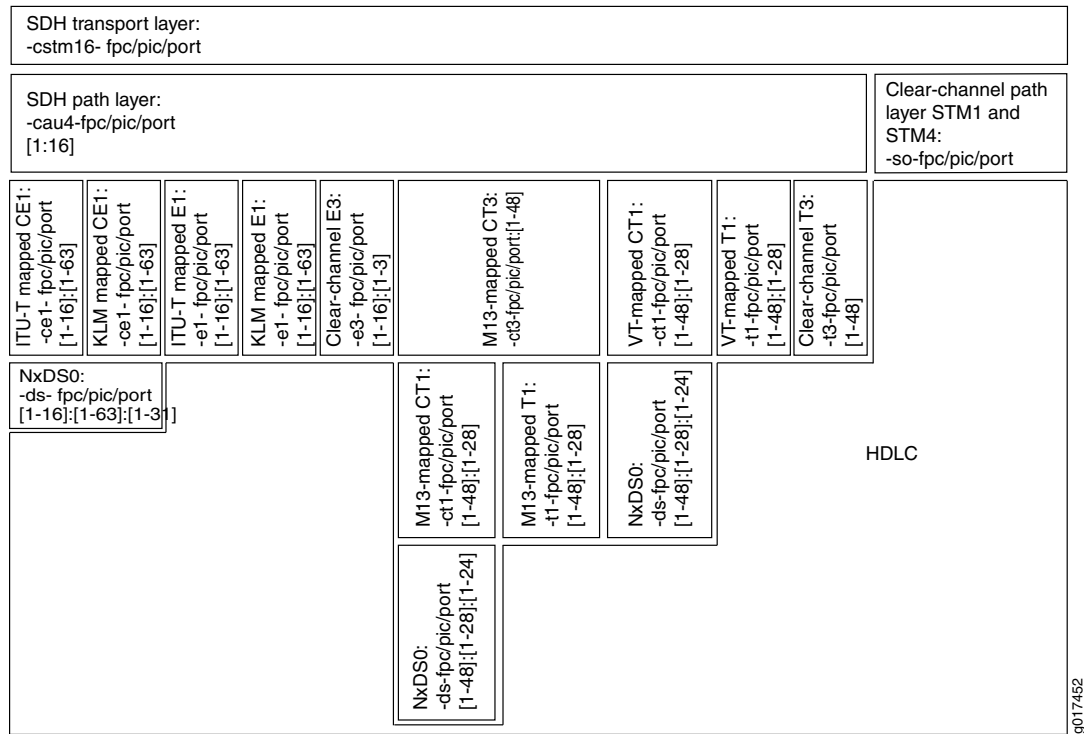 SDH transport layer:
-cstm16- fpc/pic/port
SDH path layer:
-cau4-fpc/pic/port
[1:16]
Clear-channel path
layer STM1 and
STM4:
-so-fpc/pic/port
ITU-T mapped CE1:
-ce1- fpc/pic/port
[1-16]:[1-63]
KLM mapped CE1:
-ce1- fpc/pic/port
[1-16]:[1-63]
ITU-T mapped E1:
-e1- fpc/pic/port
[1-16]:[1-63]
KLM mapped E1:
-e1- fpc/pic/port
[1-16]:[1-63]
Clear-channel E3:
-e3- fpc/pic/port
[1-16]:[1-3]
M13-mapped CT3:
-ct3-fpc/pic/port:[1-48]
VT-mapped CT1:
-ct1-fpc/pic/port
[1-48]:[1-28]
VT-mapped T1:
-t1-fpc/pic/port
[1-48]:[1-28]
Clear-channel T3:
-t3-fpc/pic/port
[1-48]
NxDS0:
-ds- fpc/pic/port
[1-16]:[1-63]:[1-31]
M13-mapped CT1:
-ct1-fpc/pic/port
[1-48]:[1-28]
M13-mapped T1:
-t1-fpc/pic/port
[1-48]:[1-28]
NxDS0:
-ds-fpc/pic/port
[1-48]:[1-28]:[1-24]
HDLC
NxDS0:
-ds-fpc/pic/port
[1-48]:[1-28]:[1-24]
g017452